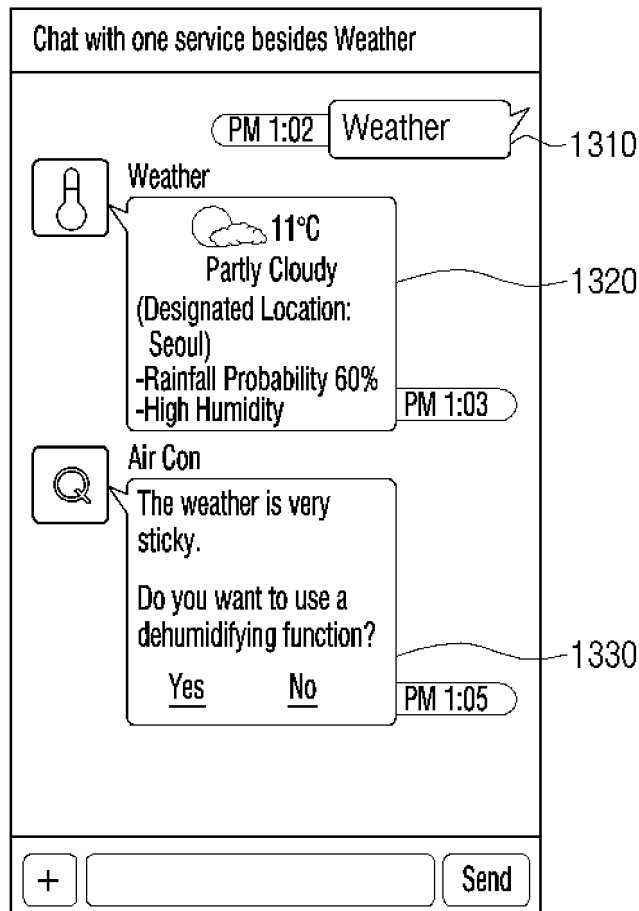 Chat with one service besides Weather
PM 1:02
Weather
1310
Weather
11°C
Partly Cloudy
(Designated Location:
Seoul)
-Rainfall Probability 60%
-High Humidity
1320
PM 1:03
Air Con
The weather is very
sticky.
Do you want to use a
dehumidifying function?
Yes No
1330
PM 1:05
+
Send